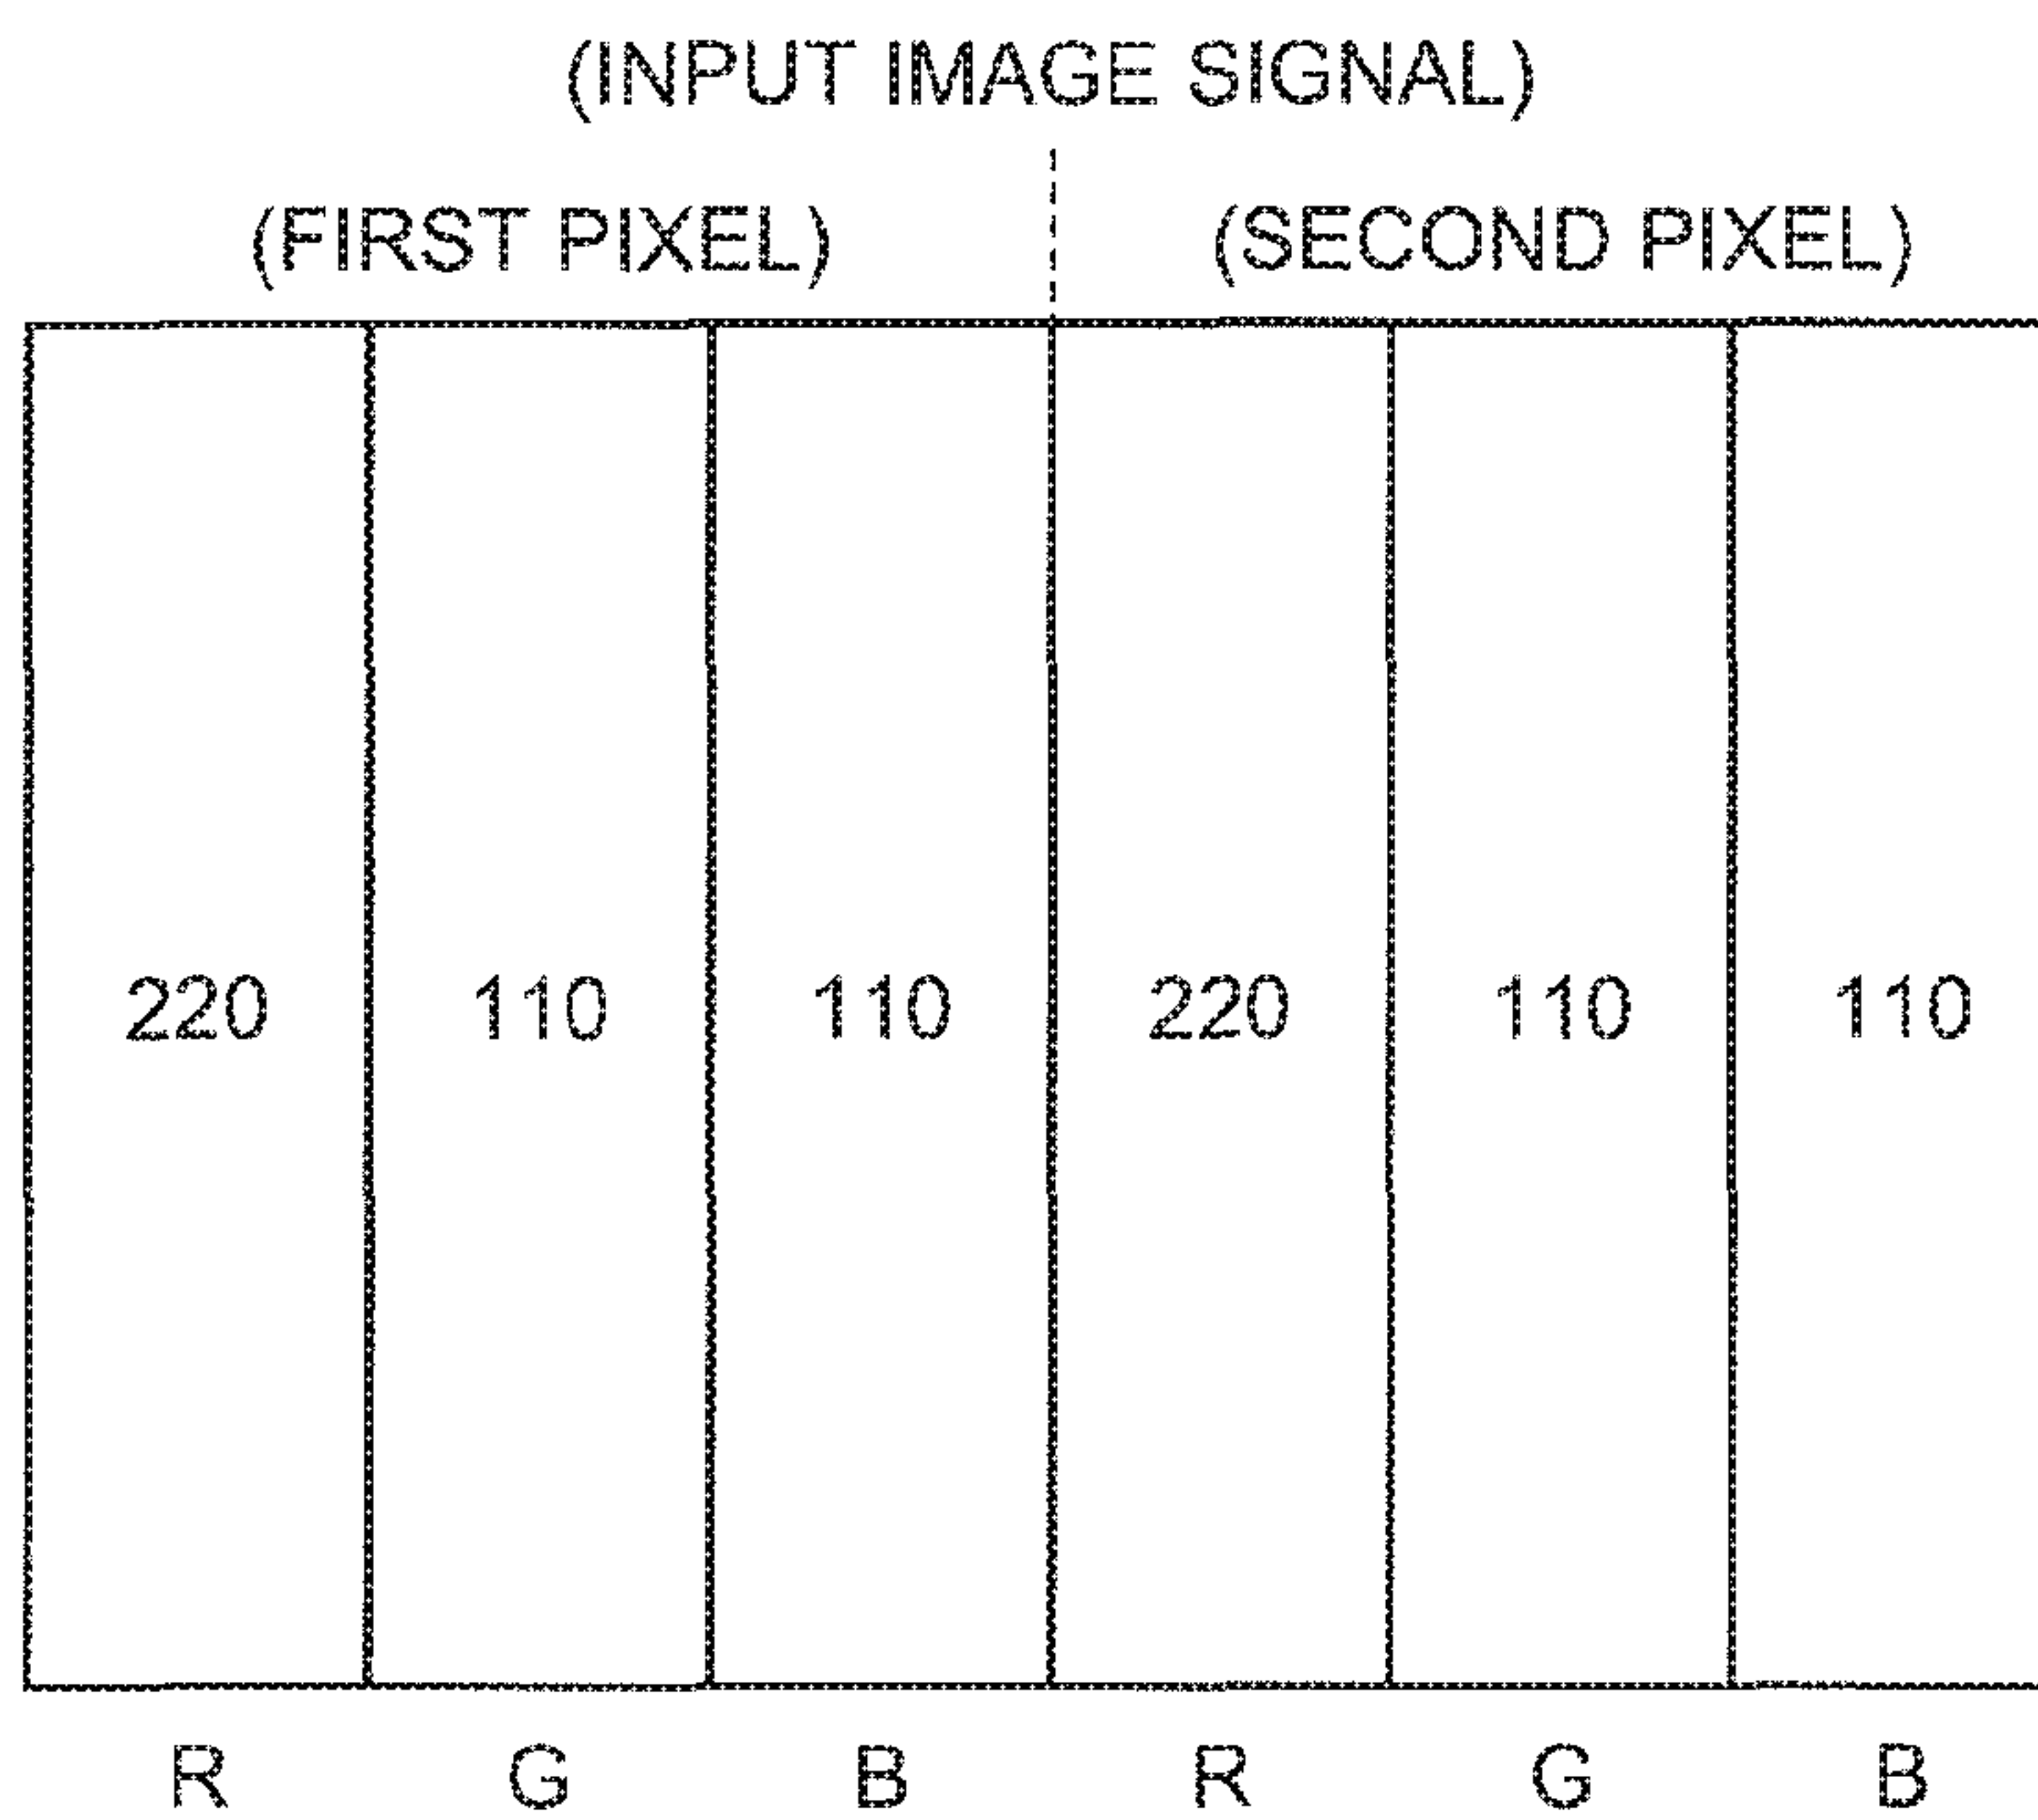 (INPUT IMAGE SIGNAL)
(FIRST PIXEL) (SECOND PIXEL)
220 110 110 220 110 110
R G B R G B